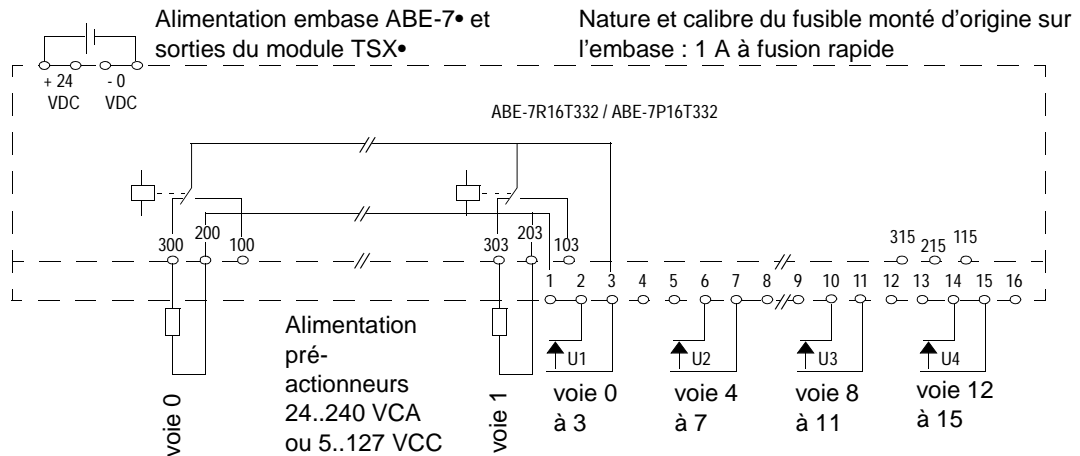 Alimentation embase ABE-7• et
sorties du module TSX•
Nature et calibre du fusible monté d'origine sur
l'embase : 1 A à fusion rapide
+ 24
VDC
- 0
VDC
ABE-7R16T332 / ABE-7P16T332
300 200 100
303 203 103
315 215 115
1 2 3 4 5 6 7 8 9 10 11 12 13 14 15 16
U1 U2 U3 U4
voie 0
à 3
voie 4
à 7
voie 8
à 11
voie 12
à 15
voie 0
Alimentation
pré-
actionneurs
24..240 VCA
ou 5..127 VCC
voie 1